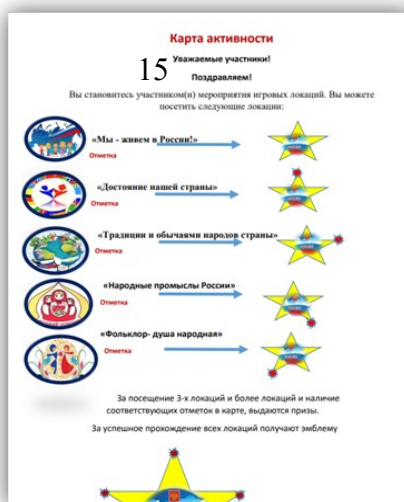 Карта активности
Уважаемые участники!
15
Поздравляем!
Вы становитесь участником(и) мероприятия игровых локаций. Вы можете
посетить следующие локации:
«Мы - живем в России!»
Отметка
«Достояние нашей страны»
Отметка
«Традиции и обычаями народов страны»
Отметка
«Народные промыслы России»
Отметка
«Фольклор- душа народная»
Отметка
За посещение 3-х локаций и более локаций и наличие
соответствующих отметок в карте, выдаются призы.
За успешное прохождение всех локаций получают эмблему